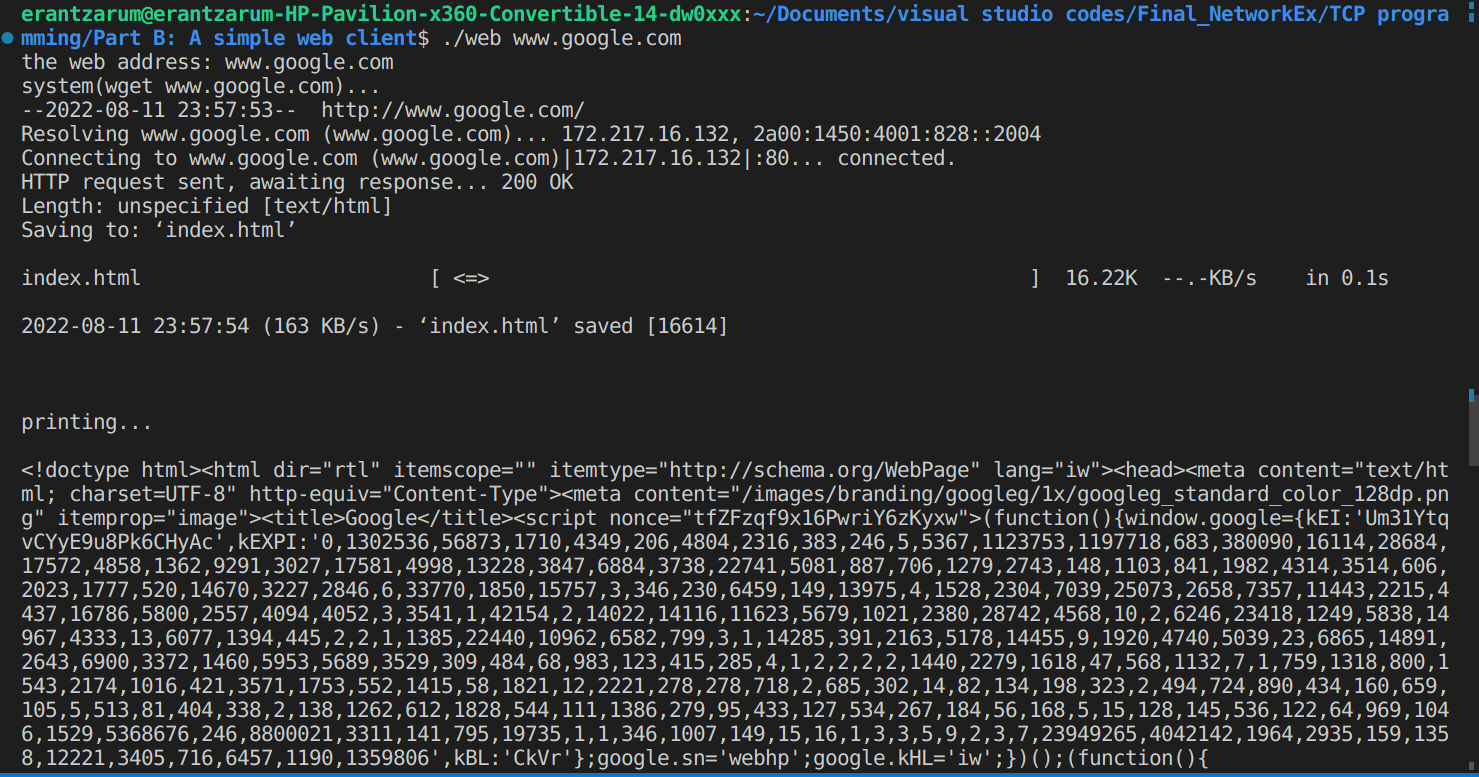 erantzarum@erantzarum-HP-Pavilion-x360-Convertible-14-dw0xxx:~/Documents/visual studio codes/Final_NetworkEx/TCP progra
mming/Part B: A simple web client$ ./web www.google.com
the web address: www.google.com
system(wget www.google.com)...
--2022-08-11 23:57:53--  http://www.google.com/
Resolving www.google.com (www.google.com)... 172.217.16.132, 2a00:1450:4001:828::2004
Connecting to www.google.com (www.google.com)|172.217.16.132|:80... connected.
HTTP request sent, awaiting response... 200 OK
Length: unspecified [text/html]
Saving to: ‘index.html’
index.html                        [ <=>                                             ]  16.22K  --.-KB/s    in 0.1s
2022-08-11 23:57:54 (163 KB/s) - ‘index.html’ saved [16614]
printing...
<!doctype html><html dir="rtl" itemscope="" itemtype="http://schema.org/WebPage" lang="iw"><head><meta content="text/ht
ml; charset=UTF-8" http-equiv="Content-Type"><meta content="/images/branding/googleg/1x/googleg_standard_color_128dp.pn
g" itemprop="image"><title>Google</title><script nonce="tfZFzqf9x16PwriY6zKyxw">(function(){window.google={kEI:'Um31Ytq
vCYyE9u8Pk6CHyAc',kEXPI:'0,1302536,56873,1710,4349,206,4804,2316,383,246,5,5367,1123753,1197718,683,380090,16114,28684,
17572,4858,1362,9291,3027,17581,4998,13228,3847,6884,3738,22741,5081,887,706,1279,2743,148,1103,841,1982,4314,3514,606,
2023,1777,520,14670,3227,2846,6,33770,1850,15757,3,346,230,6459,149,13975,4,1528,2304,7039,25073,2658,7357,11443,2215,4
437,16786,5800,2557,4094,4052,3,3541,1,42154,2,14022,14116,11623,5679,1021,2380,28742,4568,10,2,6246,23418,1249,5838,14
967,4333,13,6077,1394,445,2,2,1,1385,22440,10962,6582,799,3,1,14285,391,2163,5178,14455,9,1920,4740,5039,23,6865,14891,
2643,6900,3372,1460,5953,5689,3529,309,484,68,983,123,415,285,4,1,2,2,2,2,1440,2279,1618,47,568,1132,7,1,759,1318,800,1
543,2174,1016,421,3571,1753,552,1415,58,1821,12,2221,278,278,718,2,685,302,14,82,134,198,323,2,494,724,890,434,160,659,
105,5,513,81,404,338,2,138,1262,612,1828,544,111,1386,279,95,433,127,534,267,184,56,168,5,15,128,145,536,122,64,969,104
6,1529,5368676,246,8800021,3311,141,795,19735,1,1,346,1007,149,15,16,1,3,3,5,9,2,3,7,23949265,4042142,1964,2935,159,135
8,12221,3405,716,6457,1190,1359806',kBL:'CkVr'};google.sn='webhp';google.kHL='iw';})();(function(){